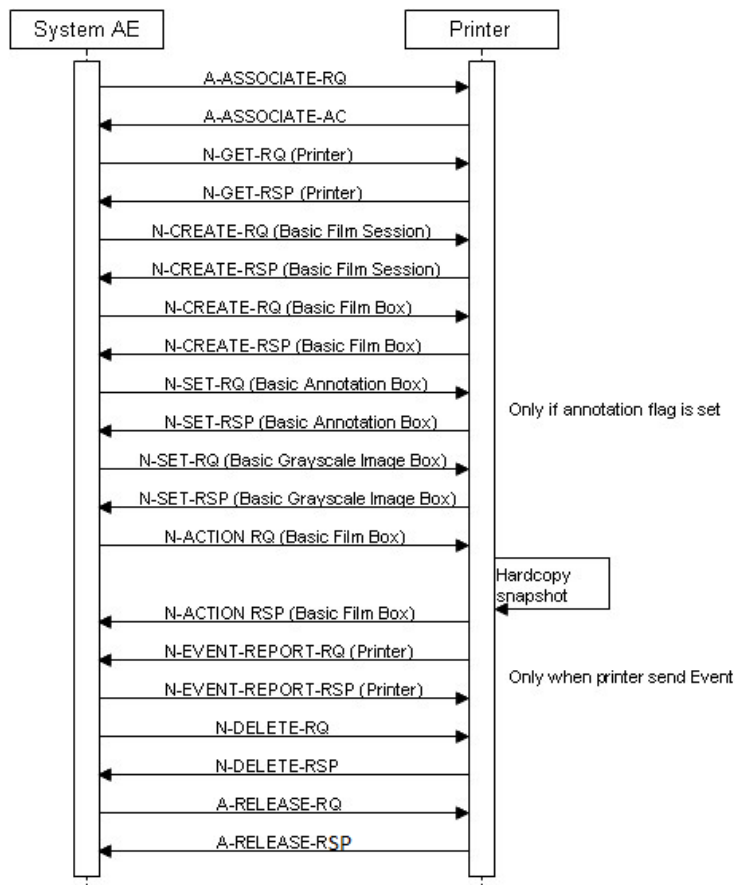 System AE
Printer
A-ASSOCIATE-RQ
A-ASSOCIATE-AC
N-GET-RQ (Printer)
N-GET-RSP (Printer)
N-CREATE-RQ (Basic Film Session)
N-CREATE-RSP (Basic Film Session)
N-CREATE-RQ (Basic Film Box)
N-CREATE-RSP (Basic Film Box)
N-SET-RQ (Basic Annotation Box)
Only if annotation flag is set
N-SET-RSP (Basic Annotation Box)
N-SET-RQ (Basic Grayscale Image Box)
N-SET-RSP (Basic Grayscale Image Box)
N-ACTION RQ (Basic Film Box)
Hardcopy
snapshot
N-ACTION RSP (Basic Film Box)
N-EVENT-REPORT-RQ (Printer)
Only when printer send Event
N-EVENT-REPORT-RSP (Printer)
N-DELETE-RQ
N-DELETE-RSP
A-RELEASE-RQ
A-RELEASE-RSP